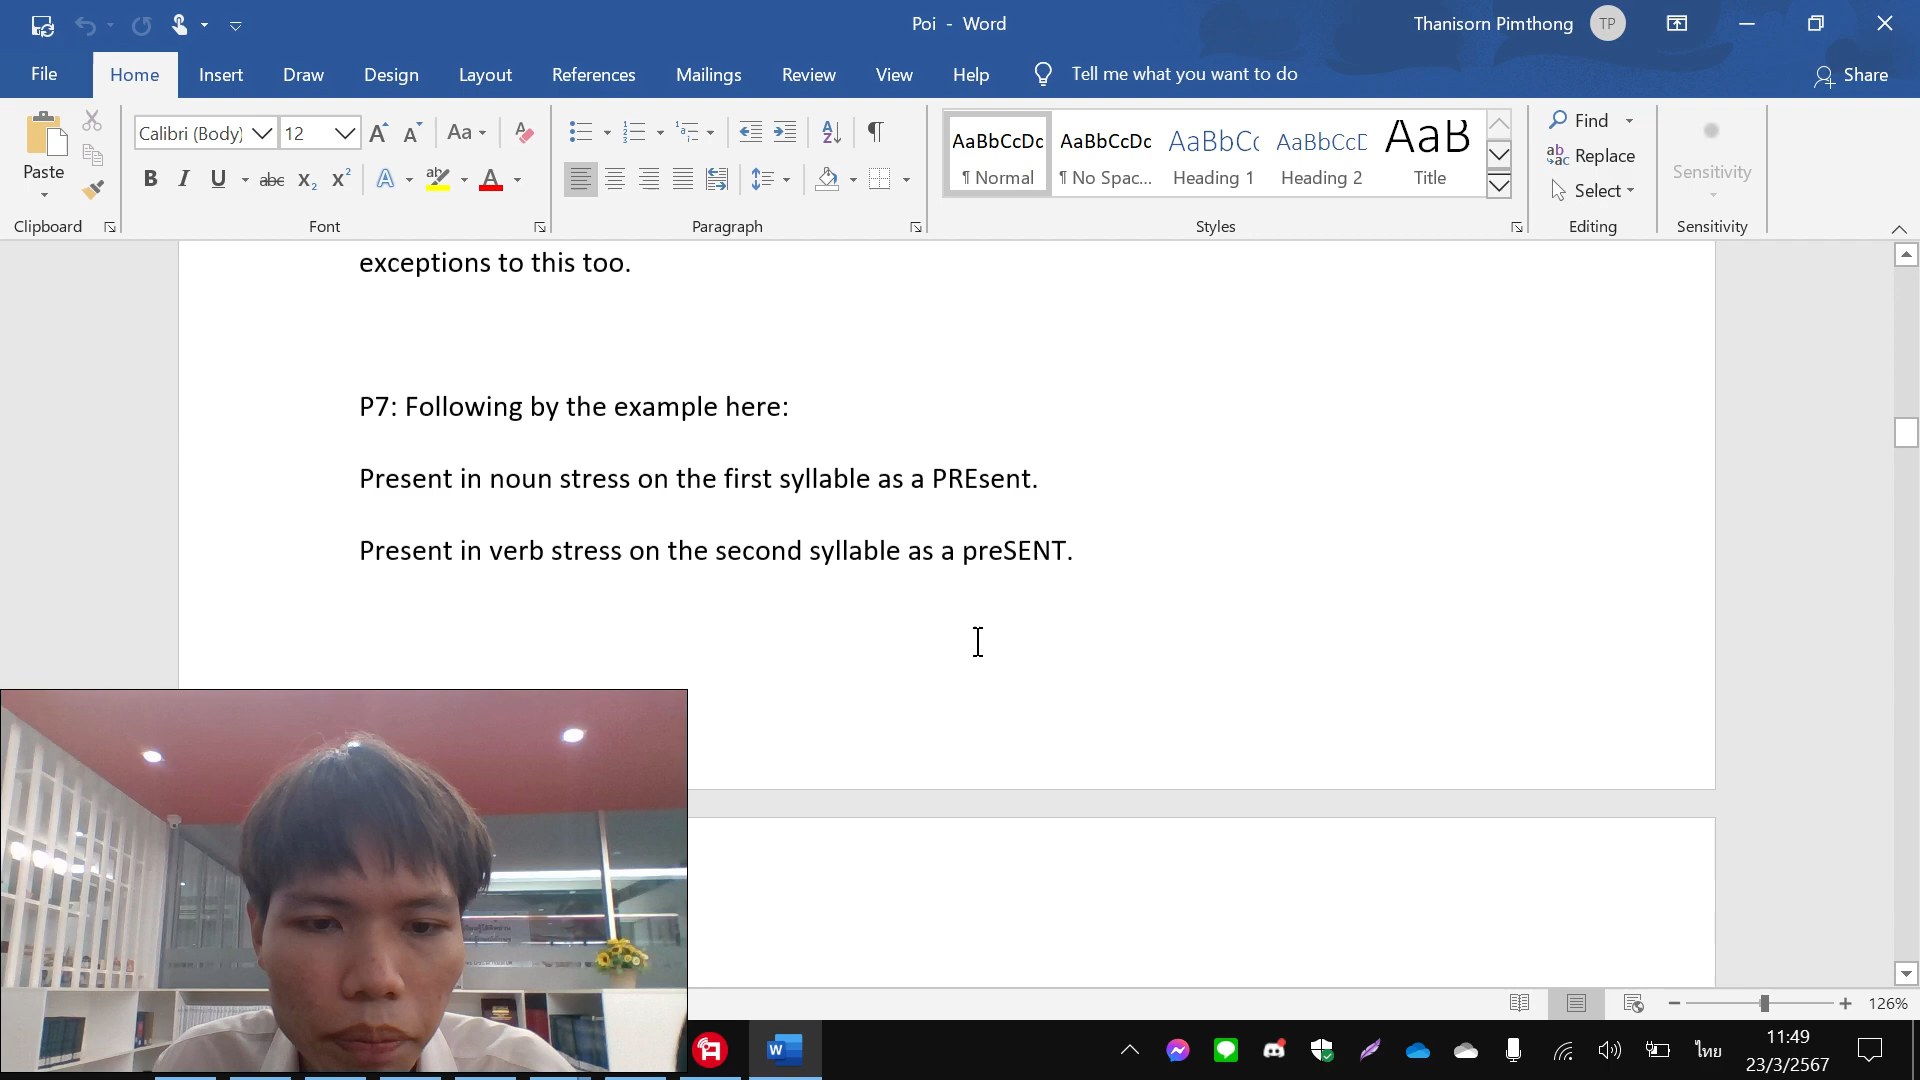 Poi - Word
Thanisorn Pimthong
TP
File
Home
Insert
Draw
Design
Layout
References
Mailings
Review
View
Help
Tell me what you want to do
Share
Paste
Calibri (Body)
12
Aa
B I U abc x₂ x² A ab A
AaBbCcDc
AaBbCcDc
AaBbCc
AaBbCcD
AaB
¶ Normal
¶ No Spac...
Heading 1
Heading 2
Title
Find
Replace
Select
Sensitivity
Clipboard
Font
Paragraph
Styles
Editing
Sensitivity
exceptions to this too.
P7: Following by the example here:
Present in noun stress on the first syllable as a PREsent.
Present in verb stress on the second syllable as a preSENT.
126%
W
ไทย
11:49
23/3/2567